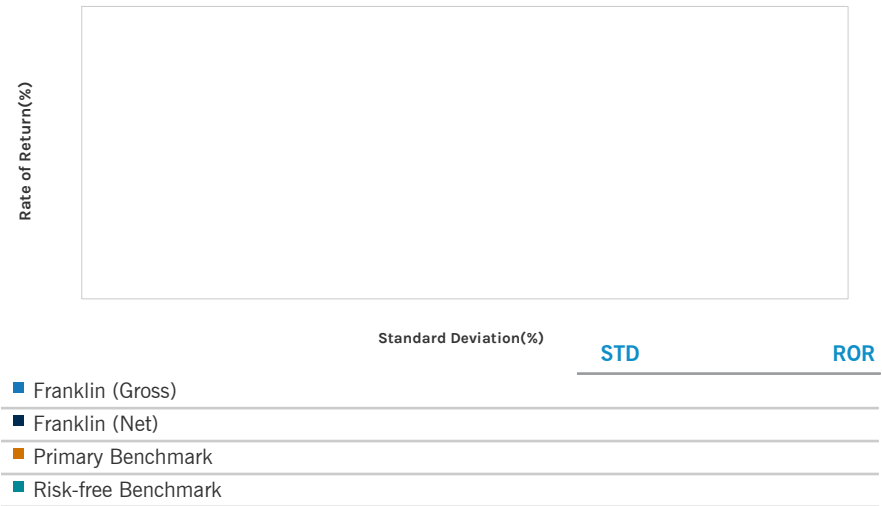 Rate of Return(%)
Standard Deviation(%)
STD ROR
Franklin (Gross)
Franklin (Net)
Primary Benchmark
Risk-free Benchmark